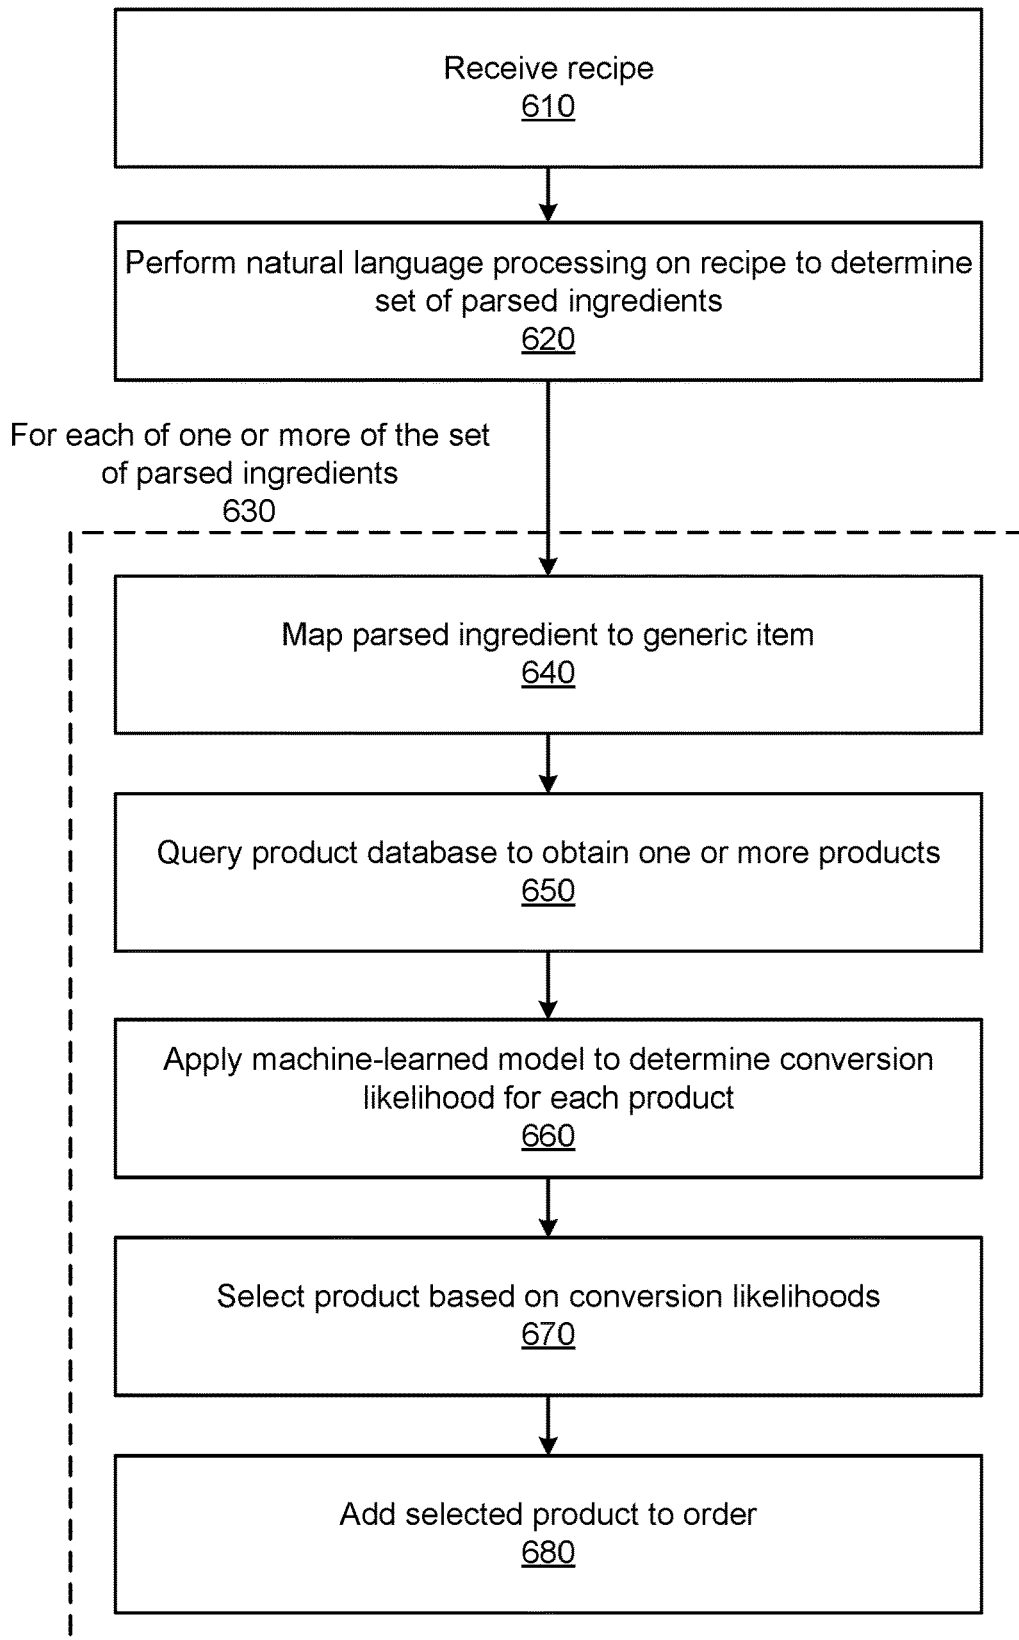 Receive recipe
610
Perform natural language processing on recipe to determine
set of parsed ingredients
620
For each of one or more of the set
of parsed ingredients
630
Map parsed ingredient to generic item
640
Query product database to obtain one or more products
650
Apply machine-learned model to determine conversion
likelihood for each product
660
Select product based on conversion likelihoods
670
Add selected product to order
680